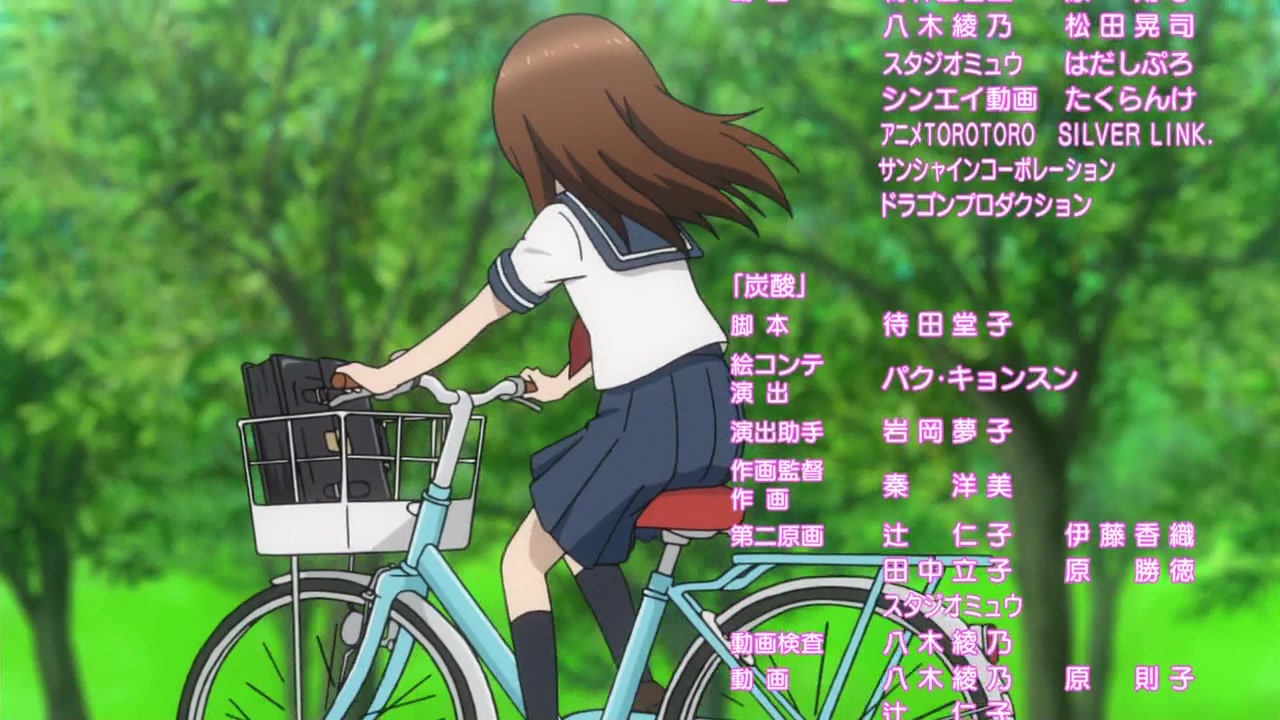 八木綾乃 松田晃司
スタジオミュウ はだしぷろ
シンエイ動画 たくらんけ
アニメTOROTORO SILVER LINK.
サンシャインコーポレーション
ドラゴンプロダクション
「炭酸」
脚本 待田堂子
絵コンテ
演出 パク・キョンスン
演出助手 岩岡夢子
作画監督
作画 秦洋美
第二原画 辻仁子 伊藤香織
田中立子 原勝徳
スタジオミュウ
動画検査 八木綾乃
動画 八木綾乃 原則子
辻仁子